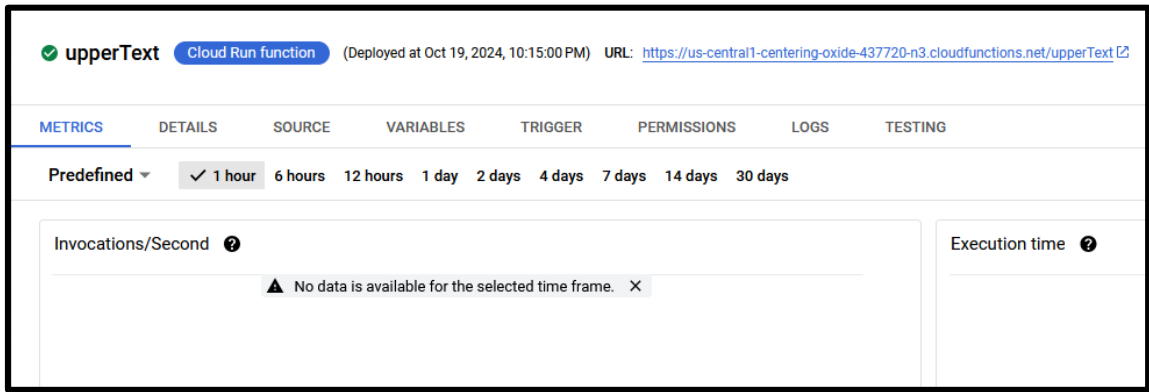 upperText Cloud Run function (Deployed at Oct 19, 2024, 10:15:00 PM) URL: https://us-central1-centering-oxide-437720-n3.cloudfunctions.net/upperText
METRICS DETAILS SOURCE VARIABLES TRIGGER PERMISSIONS LOGS TESTING
Predefined 1 hour 6 hours 12 hours 1 day 2 days 4 days 7 days 14 days 30 days
Invocations/Second Execution time
No data is available for the selected time frame.